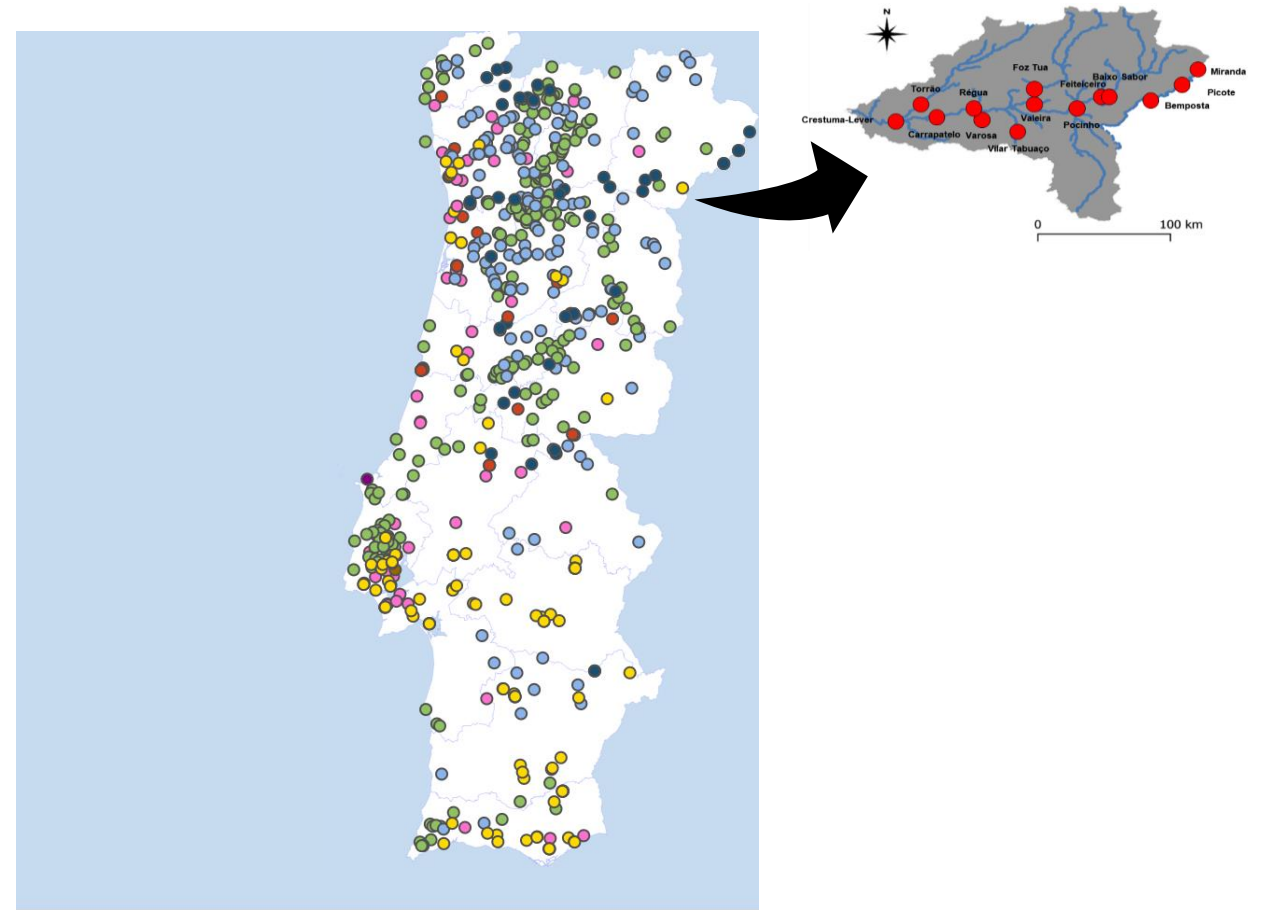 N
Foz Tua
Baixo Sabor
Miranda
Feiteiceiro
Torrão
Régua
Picote
Bemposta
Crestuma-Lever
Valeira
Pocinho
Carrapatelo
Varosa
Vilar Tabuaço
0
100 km